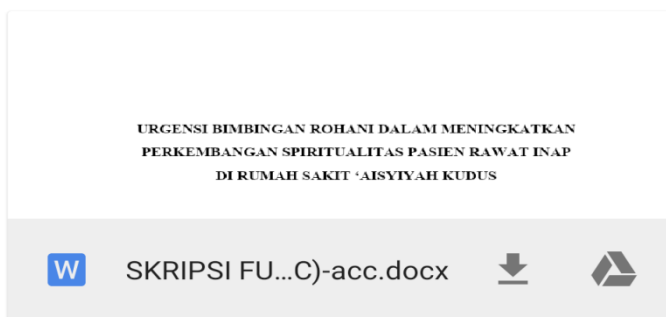 URGENSI BIMBINGAN ROHANI DALAM MENINGKATKAN
PERKEMBANGAN SPIRITUALITAS PASIEN RAWAT INAP
DI RUMAH SAKIT ‘AISYIYAH KUDUS
W SKRIPSI FU...C)-acc.docx